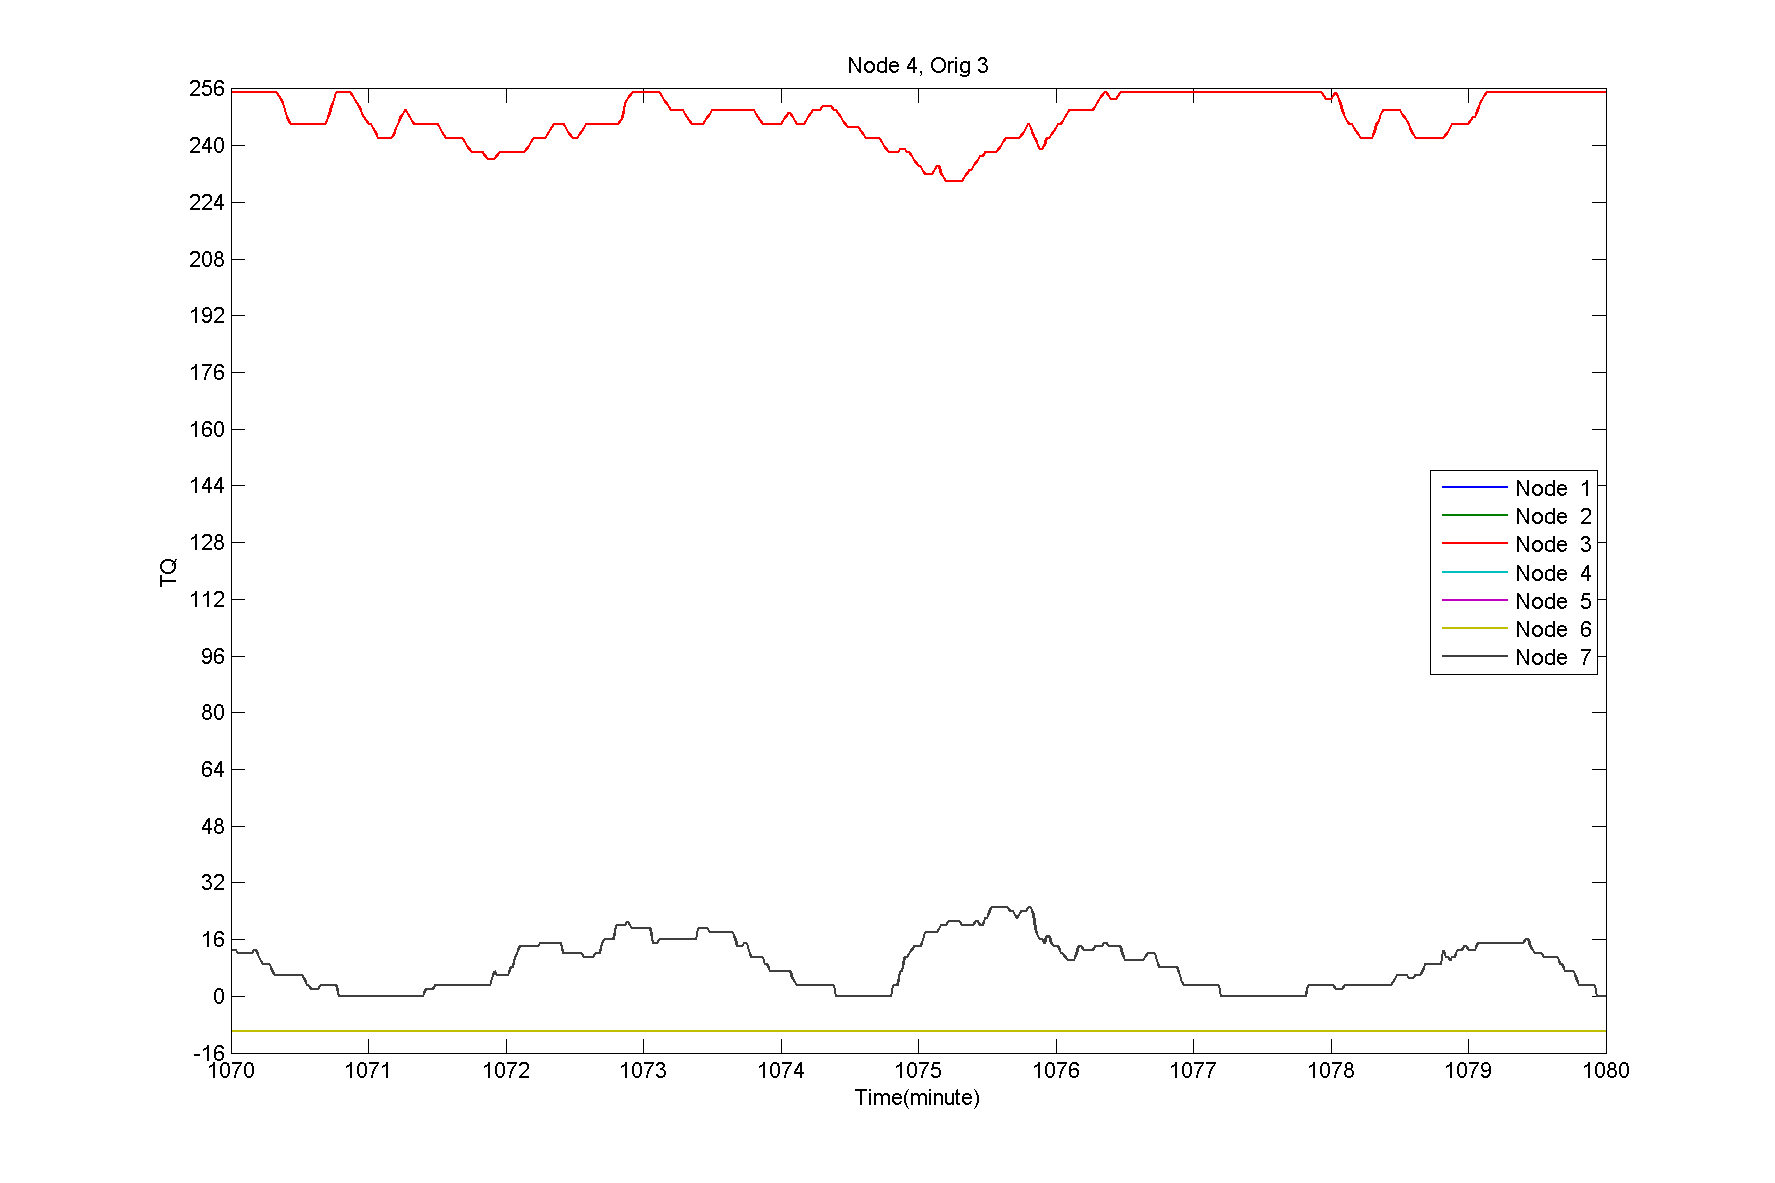 Node 4, Orig 3
256
240
224
208
192
176
160
144
128
112
96
80
64
48
32
16
0
-16
TQ
Node 1
Node 2
Node 3
Node 4
Node 5
Node 6
Node 7
1070 1071 1072 1073 1074 1075 1076 1077 1078 1079 1080
Time(minute)